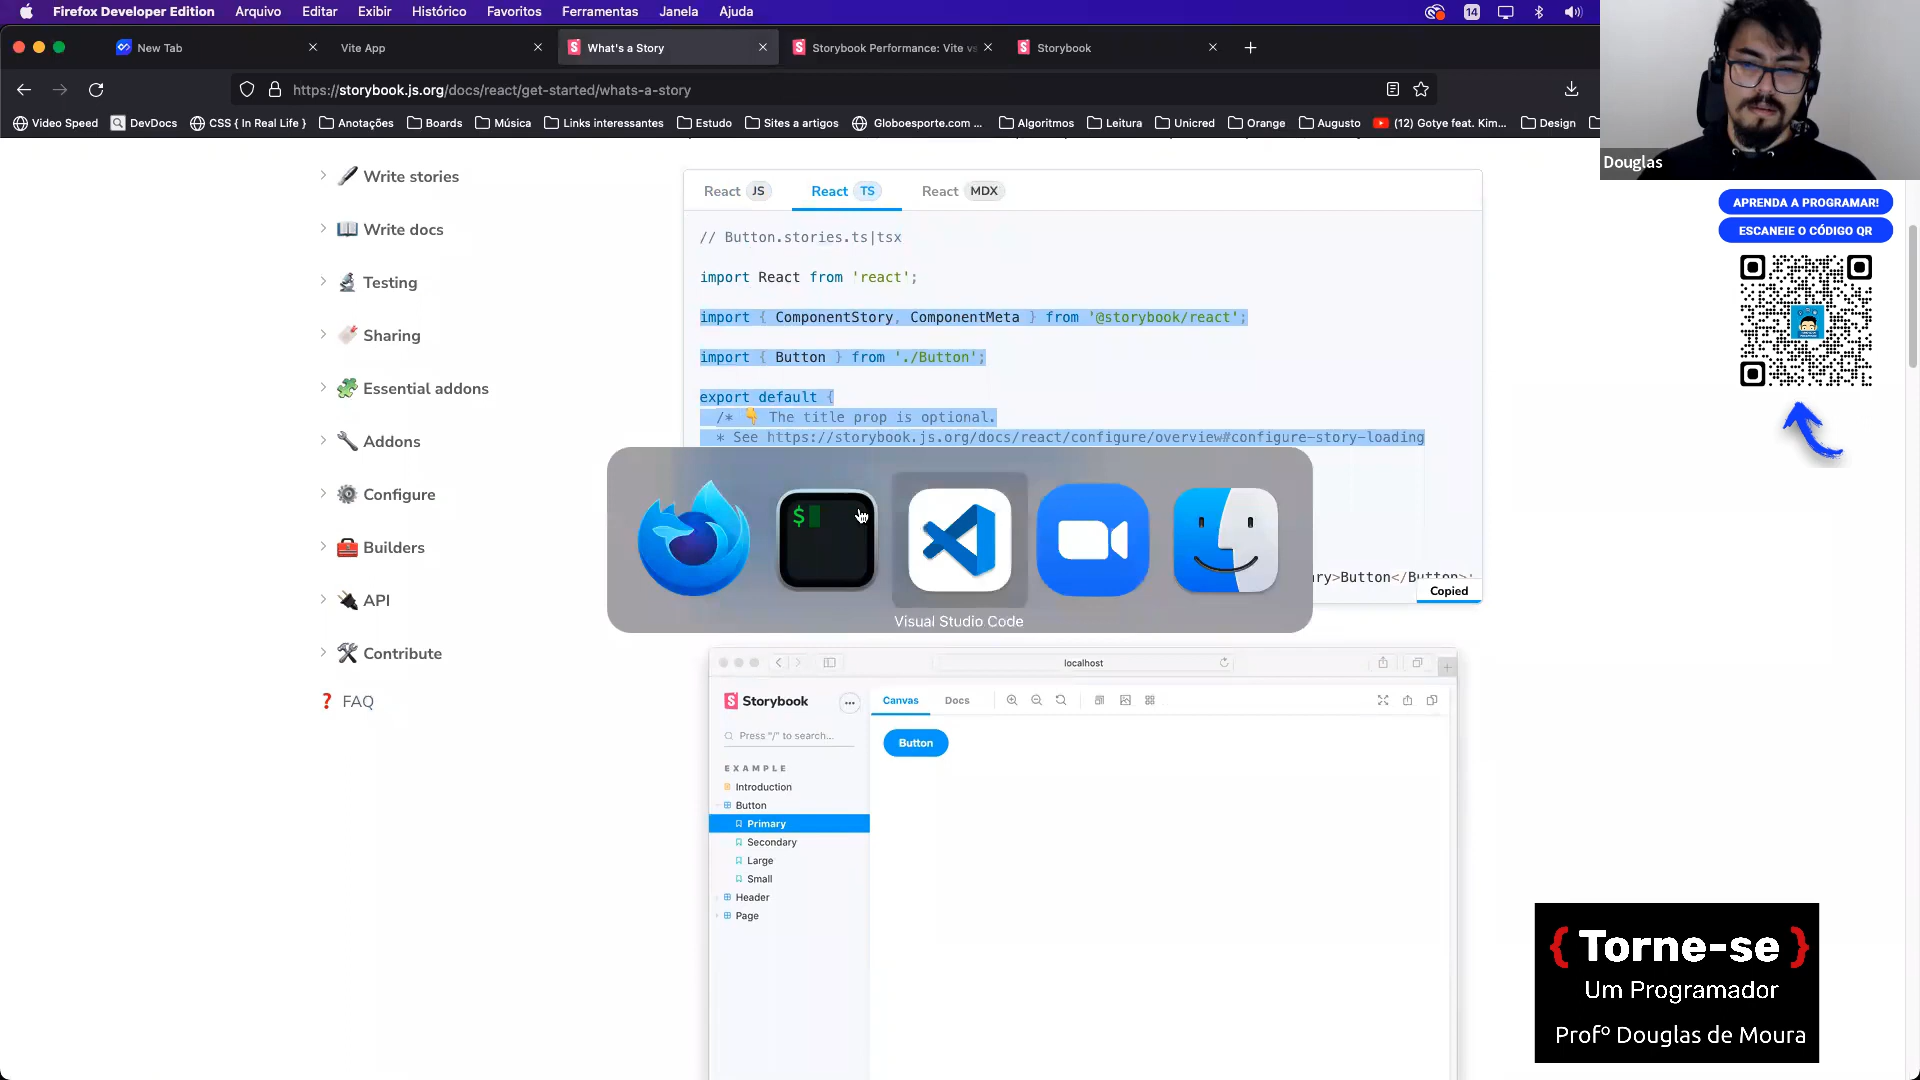 Firefox Developer Edition Arquivo Editar Exibir Histórico Favoritos Ferramentas Janela Ajuda 14
New Tab Vite App What's a Story Storybook Performance: Vite vs Storybook
https://storybook.js.org/docs/react/get-started/whats-a-story
Video Speed DevDocs CSS { In Real Life } Anotações Boards Música Links interessantes Estudo Sites a artigos Globoesporte.com ... Algoritmos Leitura Unicred Orange Augusto (12) Gotye feat. Kim... Design
Douglas
APRENDA A PROGRAMAR!
ESCANEIE O CÓDIGO QR
Write stories
Write docs
Testing
Sharing
Essential addons
Addons
Configure
Builders
API
Contribute
FAQ
React JS React TS React MDX
// Button.stories.ts|tsx
import React from 'react';
import { ComponentStory, ComponentMeta } from '@storybook/react';
import { Button } from './Button';
export default {
/* 👇 The title prop is optional.
* See https://storybook.js.org/docs/react/configure/overview#configure-story-loading
$
Visual Studio Code
ry>Button</Button>;
Copied
localhost
Storybook
Canvas Docs
Press "/" to search...
Button
EXAMPLE
Introduction
Button
Primary
Secondary
Large
Small
Header
Page
{ Torne-se }
Um Programador
Profº Douglas de Moura